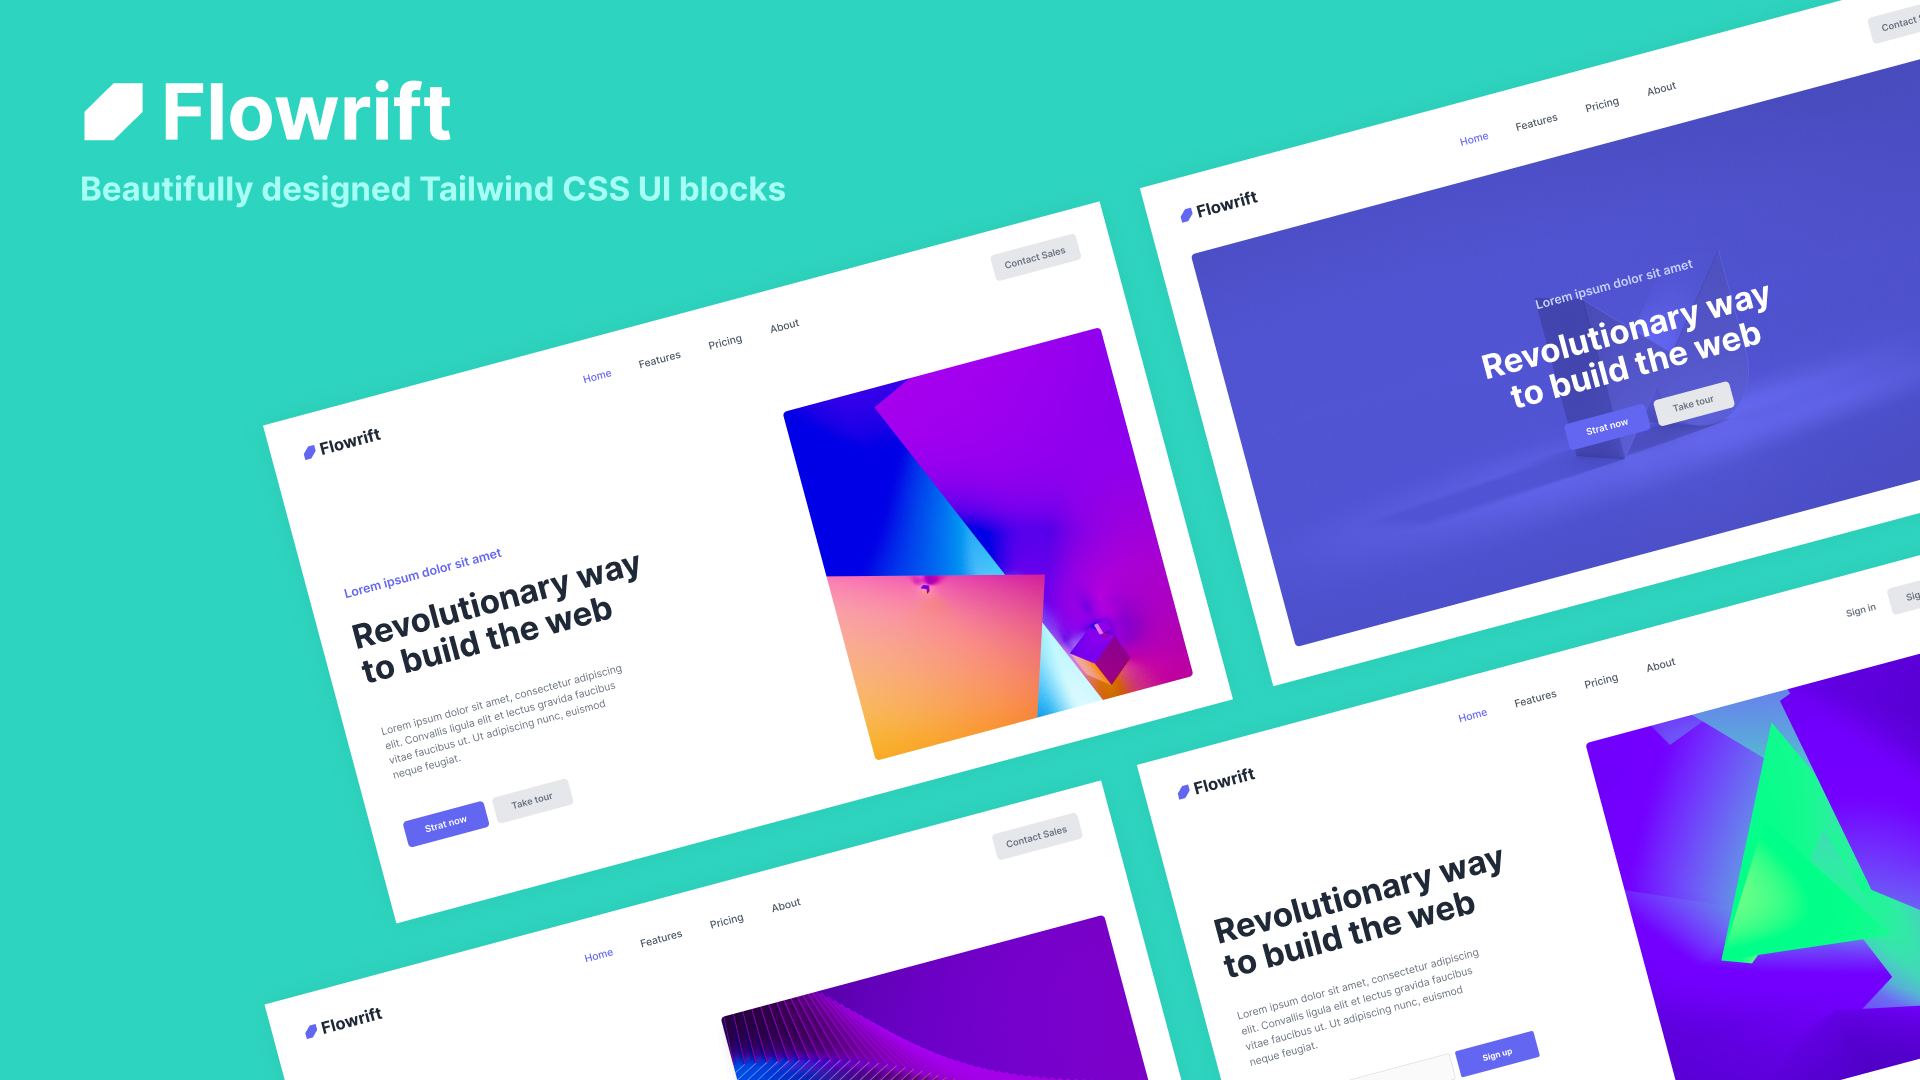 Flowrift
Beautifully designed Tailwind CSS UI blocks
Flowrift
Home
Features
Pricing
About
Contact Sales
Lorem ipsum dolor sit amet
Revolutionary way
to build the web
Lorem ipsum dolor sit amet, consectetur adipiscing
elit. Convallis ligula elit et lectus gravida faucibus
vitae faucibus ut. Ut adipiscing nunc, euismod
neque feugiat.
Strat now
Take tour
Flowrift
Home
Features
Pricing
About
Contact
Lorem ipsum dolor sit amet
Revolutionary way
to build the web
Strat now
Take tour
Flowrift
Home
Features
Pricing
About
Contact Sales
Flowrift
Home
Features
Pricing
About
Sign in
Revolutionary way
to build the web
Lorem ipsum dolor sit amet, consectetur adipiscing
elit. Convallis ligula elit et lectus gravida faucibus
vitae faucibus ut. Ut adipiscing nunc, euismod
neque feugiat.
Sign up